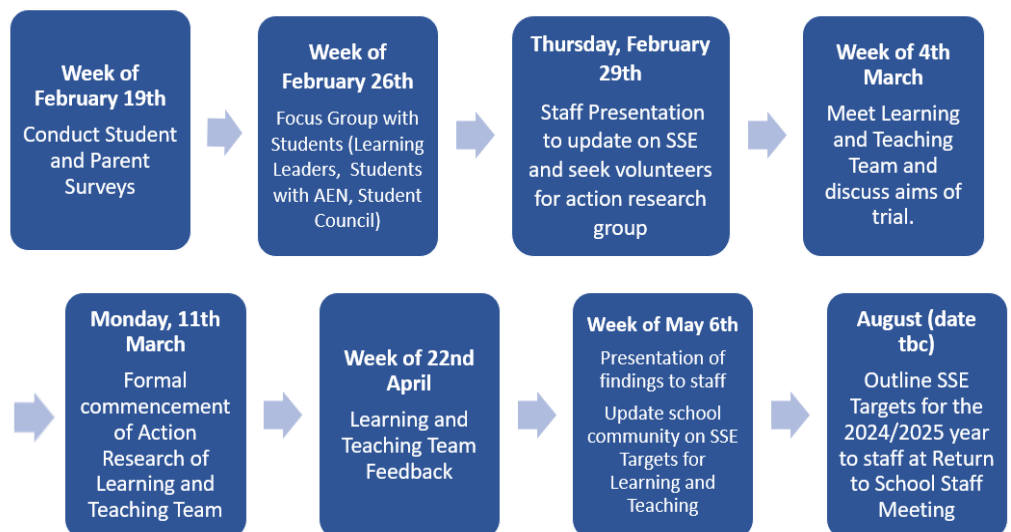 Week of
February 19th
Conduct Student
and Parent
Surveys
Week of
February 26th
Focus Group with
Students (Learning
Leaders, Students
with AEN, Student
Council)
Thursday, February
29th
Staff Presentation
to update on SSE
and seek volunteers
for action research
group
Week of 4th
March
Meet Learning
and Teaching
Team and
discuss aims of
trial.
Monday, 11th
March
Formal
commencement
of Action
Research of
Learning and
Teaching Team
Week of 22nd
April
Learning and
Teaching Team
Feedback
Week of May 6th
Presentation of
findings to staff
Update school
community on SSE
Targets for
Learning and
Teaching
August (date
tbc)
Outline SSE
Targets for the
2024/2025 year
to staff at Return
to School Staff
Meeting